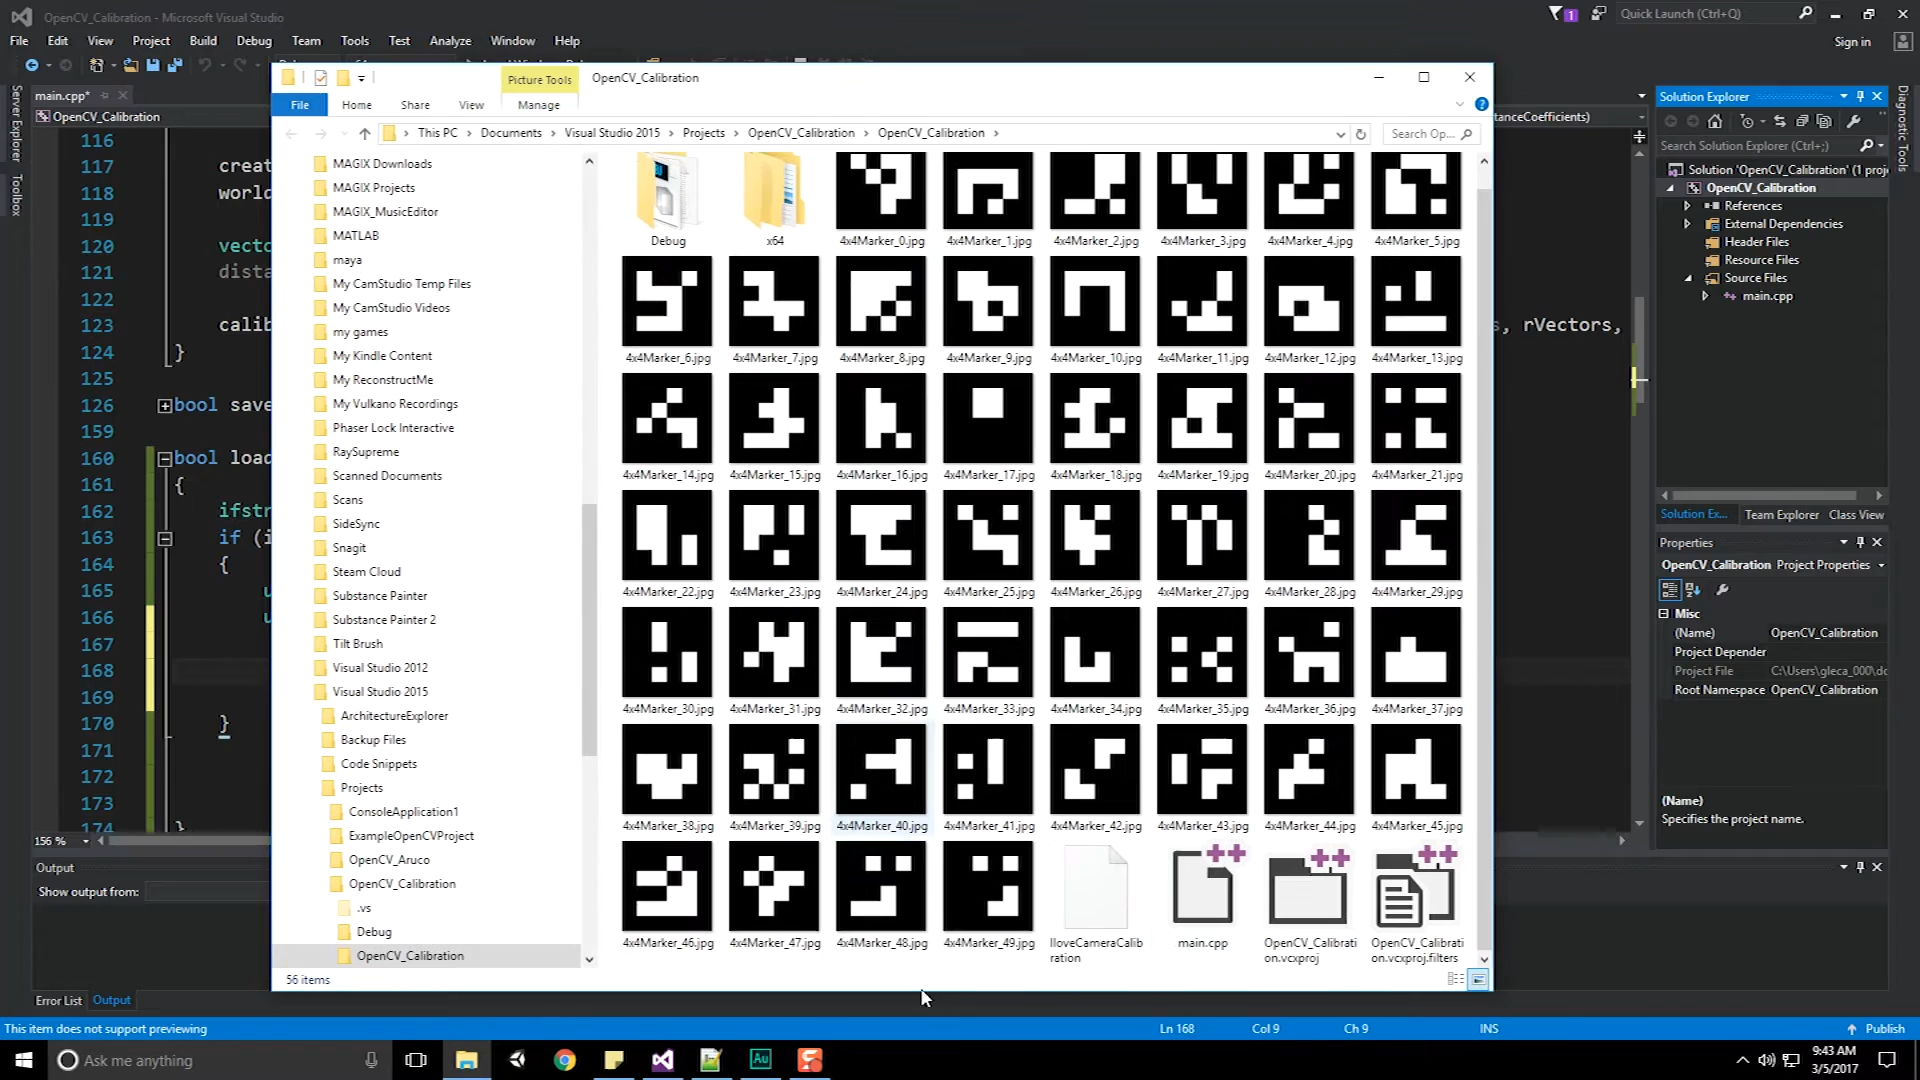 OpenCV_Calibration - Microsoft Visual Studio
1
Quick Launch (Ctrl+Q)
File Edit View Project Build Debug Team Tools Test Analyze Window Help
Sign in
Picture Tools
OpenCV_Calibration
File Home Share View Manage
This PC Documents Visual Studio 2015 Projects OpenCV_Calibration OpenCV_Calibration
Search Op...
Server Explorer
Toolbox
main.cpp*
OpenCV_Calibration
116
117 creat
118 world
119
120 vecto
121 dista
122
123 calib
124 }
125
126 bool save
159
160 bool load
161 {
162 ifstr
163 if (i
164 {
165 u
166 u
167
168
169
170 }
171
172
173
174 }
156 %
s, rVectors,
tanceCoefficients)
MAGIX Downloads
MAGIX Projects
MAGIX_MusicEditor
MATLAB
maya
My CamStudio Temp Files
My CamStudio Videos
my games
My Kindle Content
My ReconstructMe
My Vulkano Recordings
Phaser Lock Interactive
RaySupreme
Scanned Documents
Scans
SideSync
Snagit
Steam Cloud
Substance Painter
Substance Painter 2
Tilt Brush
Visual Studio 2012
Visual Studio 2015
ArchitectureExplorer
Backup Files
Code Snippets
Projects
ConsoleApplication1
ExampleOpenCVProject
OpenCV_Aruco
OpenCV_Calibration
.vs
Debug
OpenCV_Calibration
Debug x64 4x4Marker_0.jpg 4x4Marker_1.jpg 4x4Marker_2.jpg 4x4Marker_3.jpg 4x4Marker_4.jpg 4x4Marker_5.jpg
4x4Marker_6.jpg 4x4Marker_7.jpg 4x4Marker_8.jpg 4x4Marker_9.jpg 4x4Marker_10.jpg 4x4Marker_11.jpg 4x4Marker_12.jpg 4x4Marker_13.jpg
4x4Marker_14.jpg 4x4Marker_15.jpg 4x4Marker_16.jpg 4x4Marker_17.jpg 4x4Marker_18.jpg 4x4Marker_19.jpg 4x4Marker_20.jpg 4x4Marker_21.jpg
4x4Marker_22.jpg 4x4Marker_23.jpg 4x4Marker_24.jpg 4x4Marker_25.jpg 4x4Marker_26.jpg 4x4Marker_27.jpg 4x4Marker_28.jpg 4x4Marker_29.jpg
4x4Marker_30.jpg 4x4Marker_31.jpg 4x4Marker_32.jpg 4x4Marker_33.jpg 4x4Marker_34.jpg 4x4Marker_35.jpg 4x4Marker_36.jpg 4x4Marker_37.jpg
4x4Marker_38.jpg 4x4Marker_39.jpg 4x4Marker_40.jpg 4x4Marker_41.jpg 4x4Marker_42.jpg 4x4Marker_43.jpg 4x4Marker_44.jpg 4x4Marker_45.jpg
4x4Marker_46.jpg 4x4Marker_47.jpg 4x4Marker_48.jpg 4x4Marker_49.jpg IloveCameraCalib main.cpp OpenCV_Calibrati OpenCV_Calibrati
ration on.vcxproj on.vcxproj.filters
56 items
Solution Explorer
Search Solution Explorer (Ctrl+;)
Solution 'OpenCV_Calibration' (1 proj
OpenCV_Calibration
References
External Dependencies
Header Files
Resource Files
Source Files
main.cpp
Solution Ex... Team Explorer Class View
Properties
OpenCV_Calibration Project Properties
Misc
(Name) OpenCV_Calibration
Project Depender
Project File C:\Users\gleca_000\dc
Root Namespace OpenCV_Calibration
(Name)
Specifies the project name.
Diagnostic Tools
Output
Show output from:
Error List Output
This item does not support previewing
Ln 168 Col 9 Ch 9 INS Publish
Ask me anything
Au
9:43 AM
3/5/2017